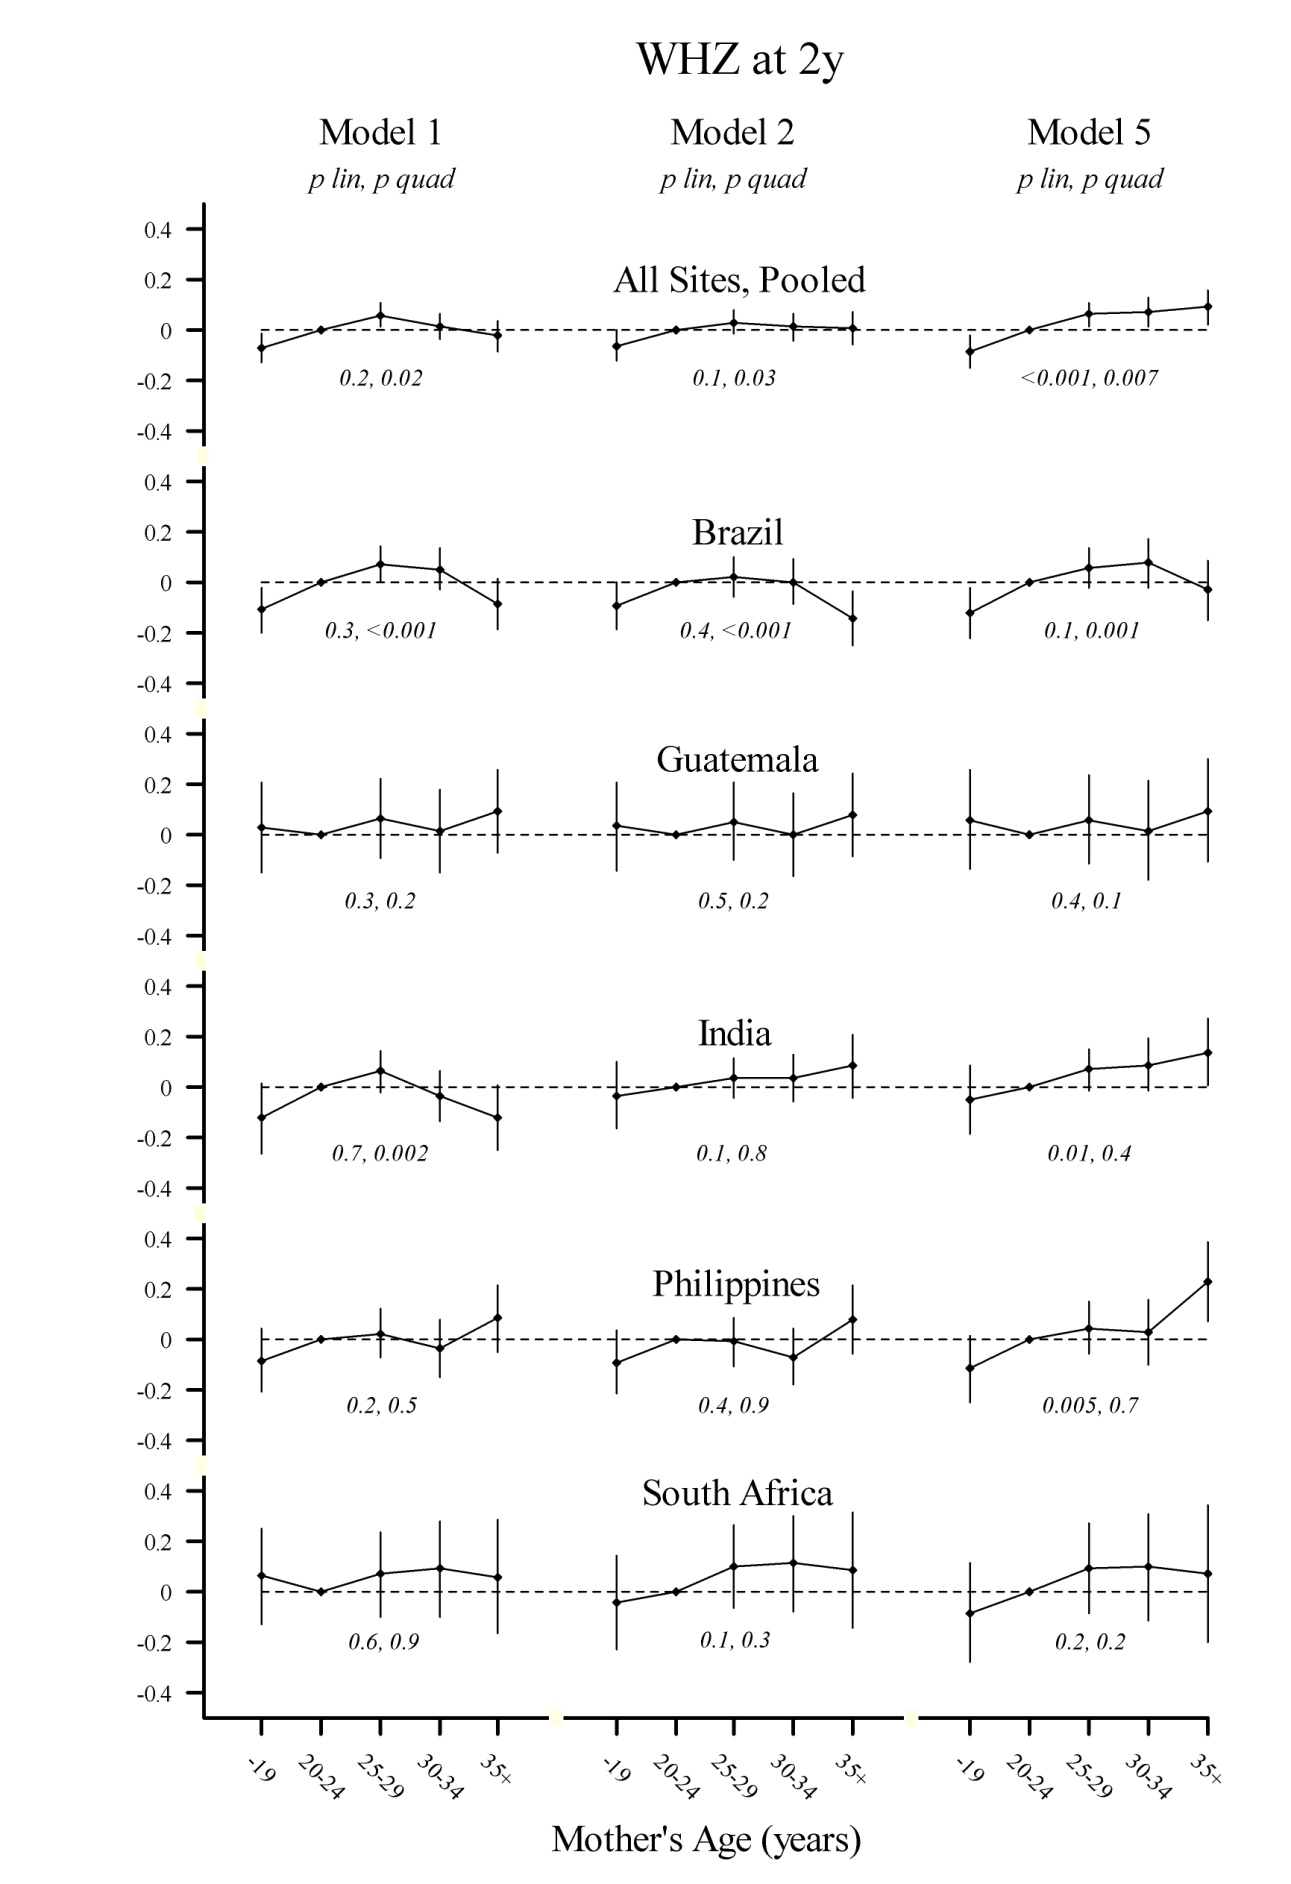 WHZ at 2y
Model 1 Model 2 Model 5
p lin, p quad p lin, p quad p lin, p quad
0.4
0.2
0
-0.2
-0.4
All Sites, Pooled
0.2, 0.02 0.1, 0.03 <0.001, 0.007
0.4
0.2
0
-0.2
-0.4
Brazil
0.3, <0.001 0.4, <0.001 0.1, 0.001
0.4
0.2
0
-0.2
-0.4
Guatemala
0.3, 0.2 0.5, 0.2 0.4, 0.1
0.4
0.2
0
-0.2
-0.4
India
0.7, 0.002 0.1, 0.8 0.01, 0.4
0.4
0.2
0
-0.2
-0.4
Philippines
0.2, 0.5 0.4, 0.9 0.005, 0.7
0.4
0.2
0
-0.2
-0.4
South Africa
0.6, 0.9 0.1, 0.3 0.2, 0.2
-19 20-24 25-29 30-34 35+ -19 20-24 25-29 30-34 35+ -19 20-24 25-29 30-34 35+
Mother's Age (years)